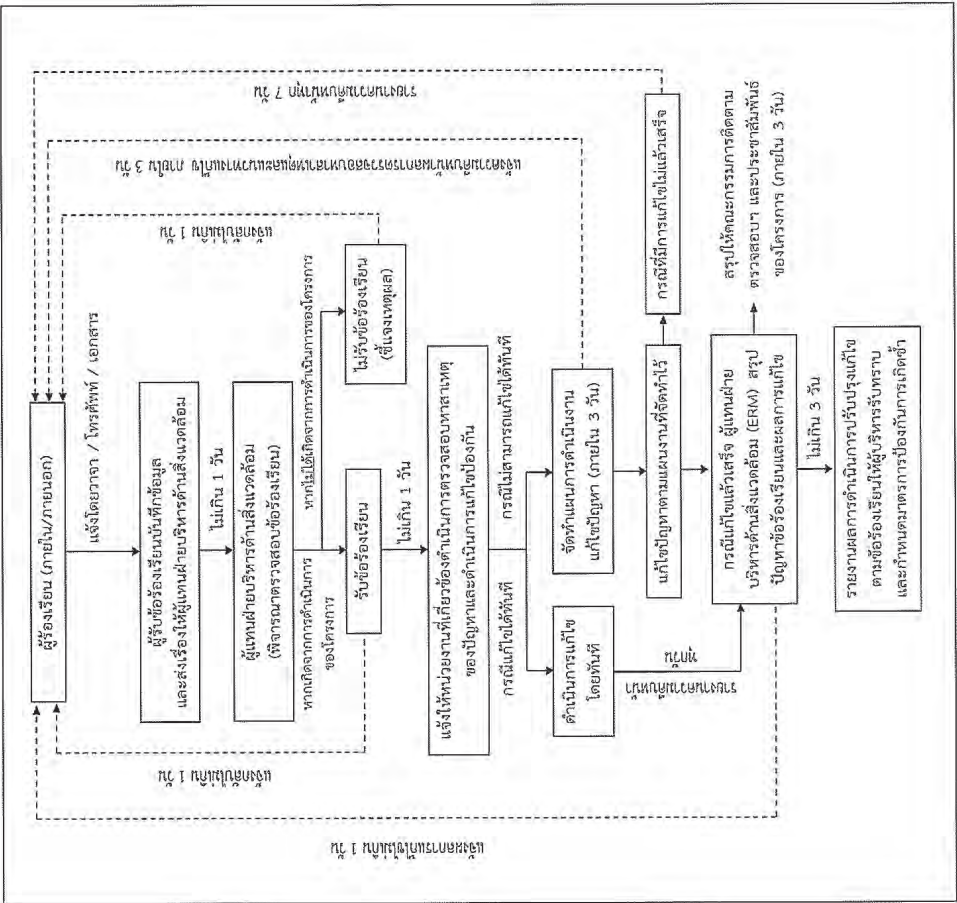 ผู้ร้องเรียน (ภายใน/ภายนอก)
แจ้งโดยวาจา /โทรศัพท์ / เอกสาร
ผู้รับข้อร้องเรียนบันทึกข้อมูล
และส่งเรื่องให้ผู้แทนฝ่ายบริหารด้านสิ่งแวดล้อม
ไม่เกิน 1 วัน
ผู้แทนฝ่ายบริหารด้านสิ่งแวดล้อม
(พิจารณาตรวจสอบข้อร้องเรียน)
หากเกิดจากการดำเนินการ
ของโครงการ
หากไม่ได้เกิดจากการดำเนินการของโครงการ
รับข้อร้องเรียน
ไม่รับข้อร้องเรียน
(ชี้แจงเหตุผล)
แจ้งกลับไม่เกิน 1 วัน
แจ้งกลับไม่เกิน 1 วัน
ไม่เกิน 1 วัน
แจ้งให้หน่วยงานที่เกี่ยวข้องดำเนินการตรวจสอบหาสาเหตุ
ของปัญหาและดำเนินการแก้ไขป้องกัน
กรณีแก้ไขได้ทันที
กรณีไม่สามารถแก้ไขได้ทันที
ดำเนินการแก้ไข
โดยทันที
จัดทำแผนการดำเนินงาน
แก้ไขปัญหา (ภายใน 3 วัน)
แจ้งความคืบหน้าผลการตรวจสอบหาสาเหตุและแนวทางแก้ไข ภายใน 3 วัน
แก้ไขปัญหาตามแผนงานที่จัดทำไว้
กรณีที่มีการแก้ไขไม่แล้วเสร็จ
รายงานความคืบหน้าทุก 7 วัน
รายงานความคืบหน้า
ทุกวัน
กรณีแก้ไขแล้วเสร็จ ผู้แทนฝ่าย
บริหารด้านสิ่งแวดล้อม (ERM) สรุป
ปัญหาข้อร้องเรียนและผลการแก้ไข
สรุปให้คณะกรรมการติดตาม
ตรวจสอบฯ และประชาสัมพันธ์
ของโครงการ (ภายใน 3 วัน)
แจ้งผลการแก้ไขไม่เกิน 1 วัน
ไม่เกิน 3 วัน
รายงานผลการดำเนินการปรับปรุงแก้ไข
ตามข้อร้องเรียนให้ผู้บริหารรับทราบ
และกำหนดมาตรการป้องกันการเกิดซ้ำ